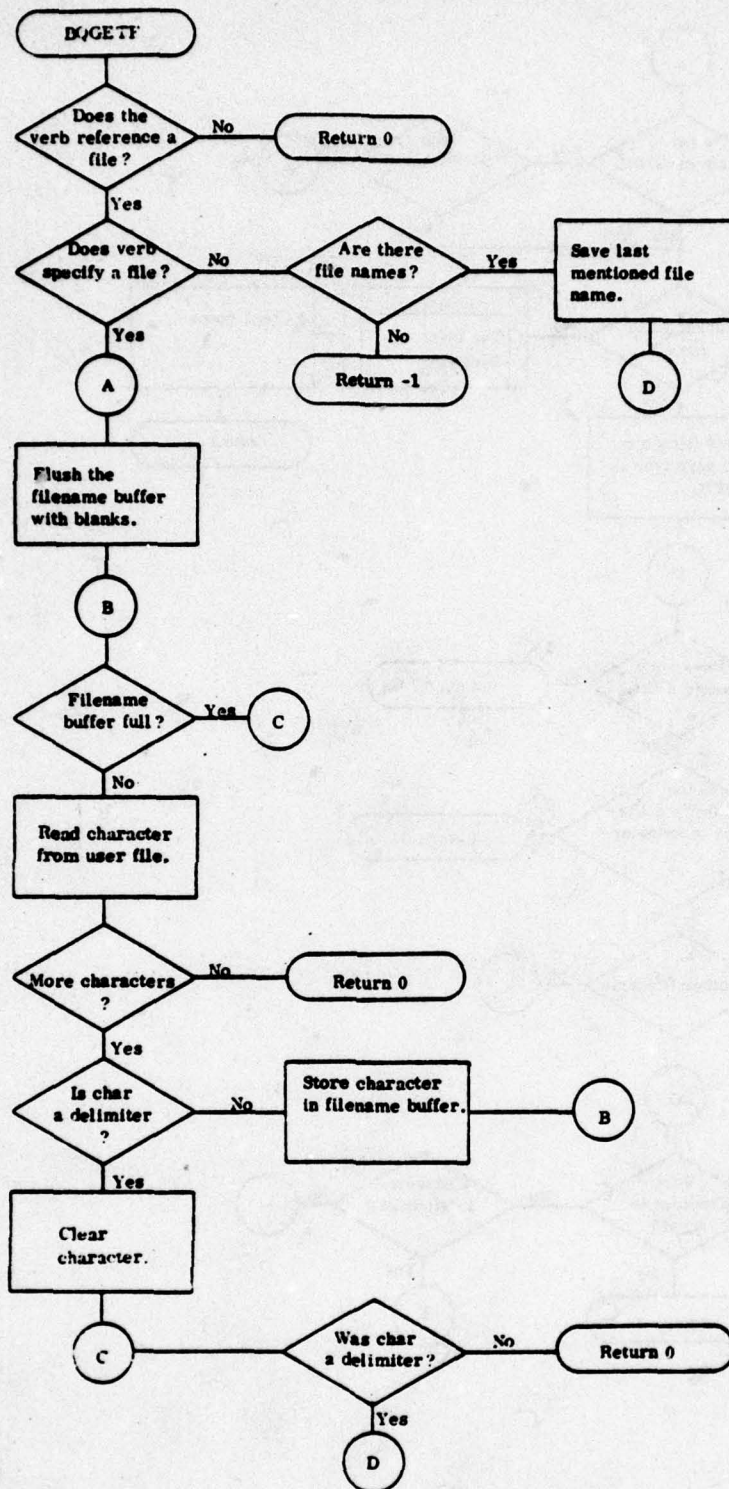 BQGETF
Does the
verb reference a
file?
No
Return 0
Yes
Does verb
specify a file?
No
Are there
file names?
Yes
Save last
mentioned file
name.
Yes
No
A
Return -1
D
Flush the
filename buffer
with blanks.
B
Filename
buffer full?
Yes
C
No
Read character
from user file.
More characters
?
No
Return 0
Yes
Is char
a delimiter
?
No
Store character
in filename buffer.
B
Yes
Clear
character.
C
Was char
a delimiter?
No
Return 0
Yes
D